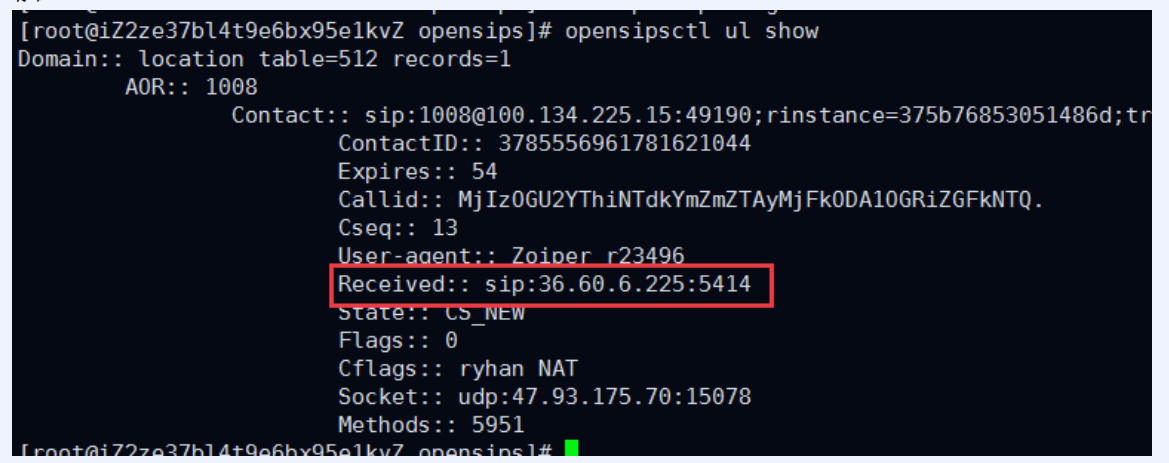 [root@iZ2ze37bl4t9e6bx95e1kvZ opensips]# opensipsctl ul show
Domain:: location table=512 records=1
AOR:: 1008
Contact:: sip:1008@100.134.225.15:49190;rinstance=375b76853051486d;tr
ContactID:: 3785556961781621044
Expires:: 54
Callid:: MjIzOGU2YThiNTdkYmZmZTAyMjFkODA1OGRiZGFkNTQ.
Cseq:: 13
User-agent:: Zoiper r23496
Received:: sip:36.60.6.225:5414
State:: CS_NEW
Flags:: 0
Cflags:: ryhan NAT
Socket:: udp:47.93.175.70:15078
Methods:: 5951
[root@iZ2ze37bl4t9e6bx95e1kvZ opensips]#